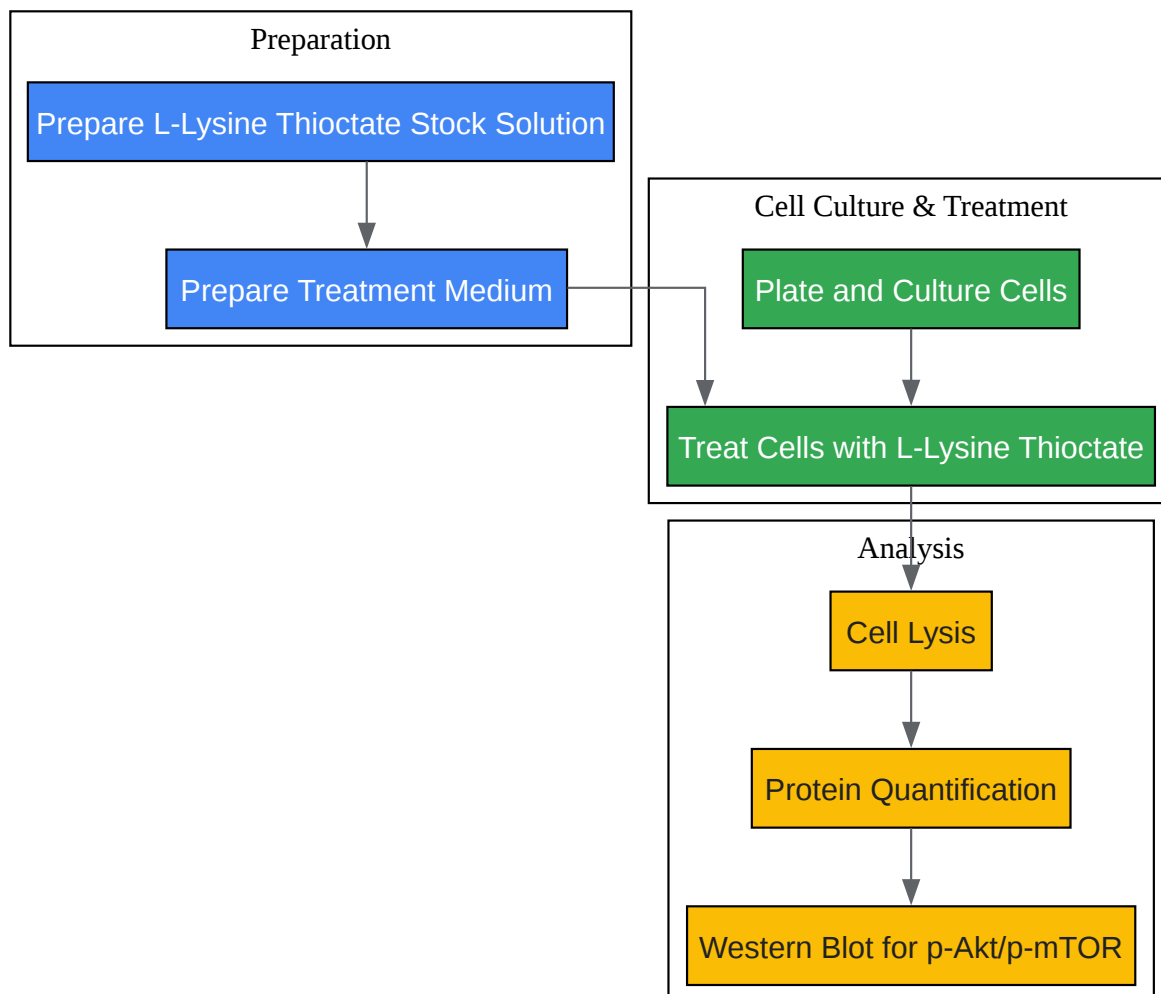 Preparation
Prepare L-Lysine Thioctate Stock Solution
Prepare Treatment Medium
Cell Culture & Treatment
Plate and Culture Cells
Treat Cells with L-Lysine Thioctate
Analysis
Cell Lysis
Protein Quantification
Western Blot for p-Akt/p-mTOR